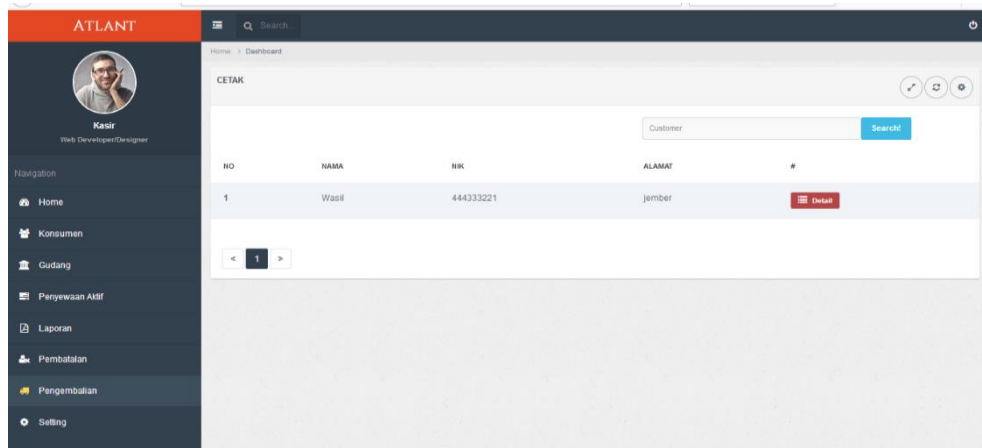 ATLANT
Search...
Kasir
Web Developer/Designer
Navigation
Home
Konsumen
Gudang
Penyewaan Aktif
Laporan
Pembatalan
Pengembalian
Setting
Home > Dashboard
CETAK
Customer
Search!
NO NAMA NIK ALAMAT #
1 Wasil 444333221 jember Detail
< 1 >